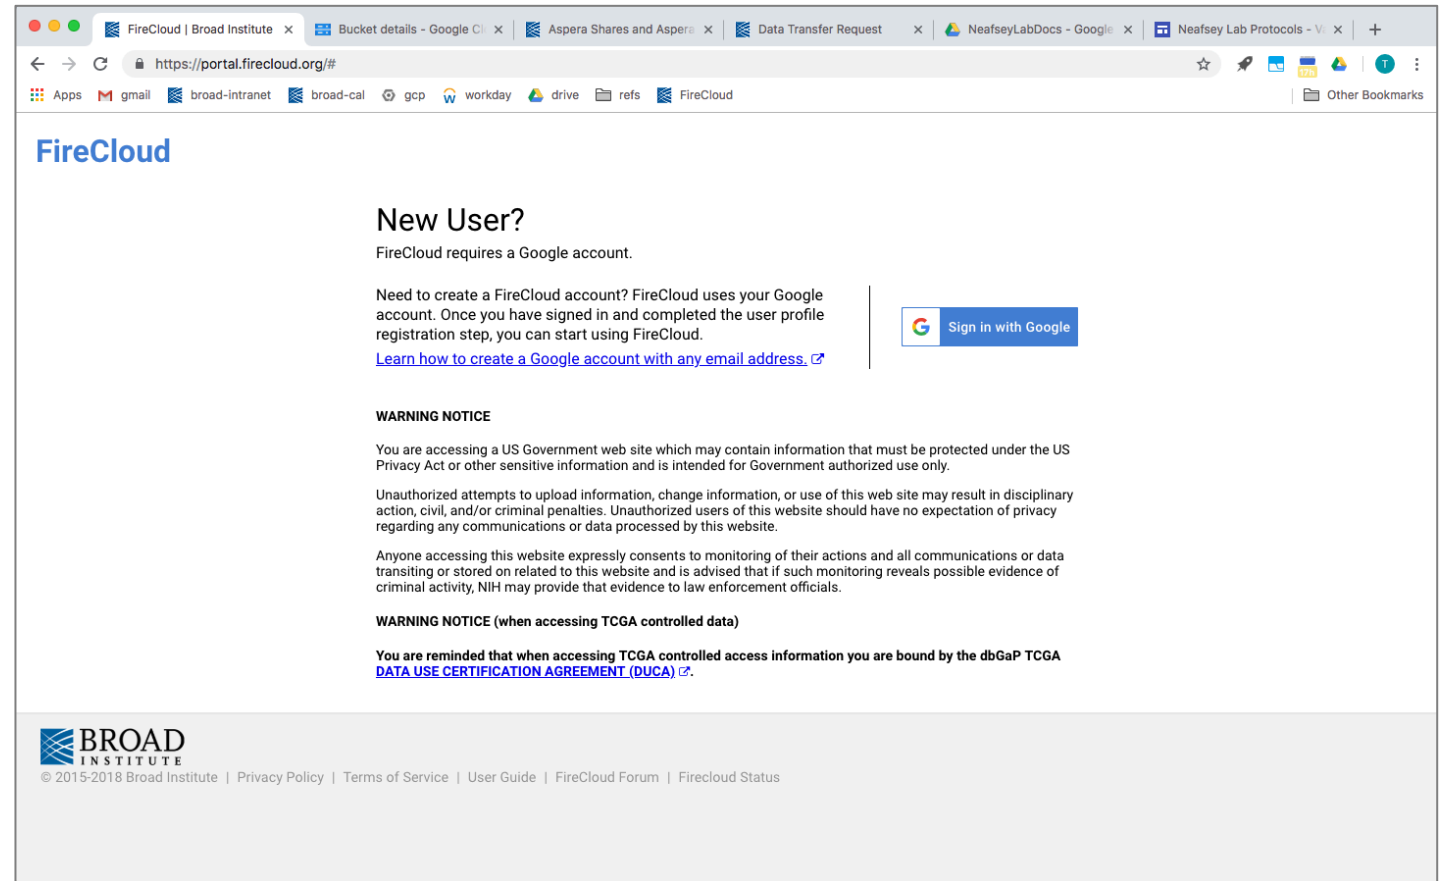 FireCloud | Broad Institute
Bucket details - Google Cl
Aspera Shares and Aspera
Data Transfer Request
NeafseyLabDocs - Google
Neafsey Lab Protocols - V
https://portal.firecloud.org/#
17h
T
Apps
gmail
broad-intranet
broad-cal
gcp
workday
drive
refs
FireCloud
Other Bookmarks
FireCloud
New User?
FireCloud requires a Google account.
Need to create a FireCloud account? FireCloud uses your Google
account. Once you have signed in and completed the user profile
registration step, you can start using FireCloud.
Learn how to create a Google account with any email address.
Sign in with Google
WARNING NOTICE
You are accessing a US Government web site which may contain information that must be protected under the US
Privacy Act or other sensitive information and is intended for Government authorized use only.
Unauthorized attempts to upload information, change information, or use of this web site may result in disciplinary
action, civil, and/or criminal penalties. Unauthorized users of this website should have no expectation of privacy
regarding any communications or data processed by this website.
Anyone accessing this website expressly consents to monitoring of their actions and all communications or data
transiting or stored on related to this website and is advised that if such monitoring reveals possible evidence of
criminal activity, NIH may provide that evidence to law enforcement officials.
WARNING NOTICE (when accessing TCGA controlled data)
You are reminded that when accessing TCGA controlled access information you are bound by the dbGaP TCGA
DATA USE CERTIFICATION AGREEMENT (DUCA) .
BROAD
INSTITUTE
© 2015-2018 Broad Institute | Privacy Policy | Terms of Service | User Guide | FireCloud Forum | Firecloud Status